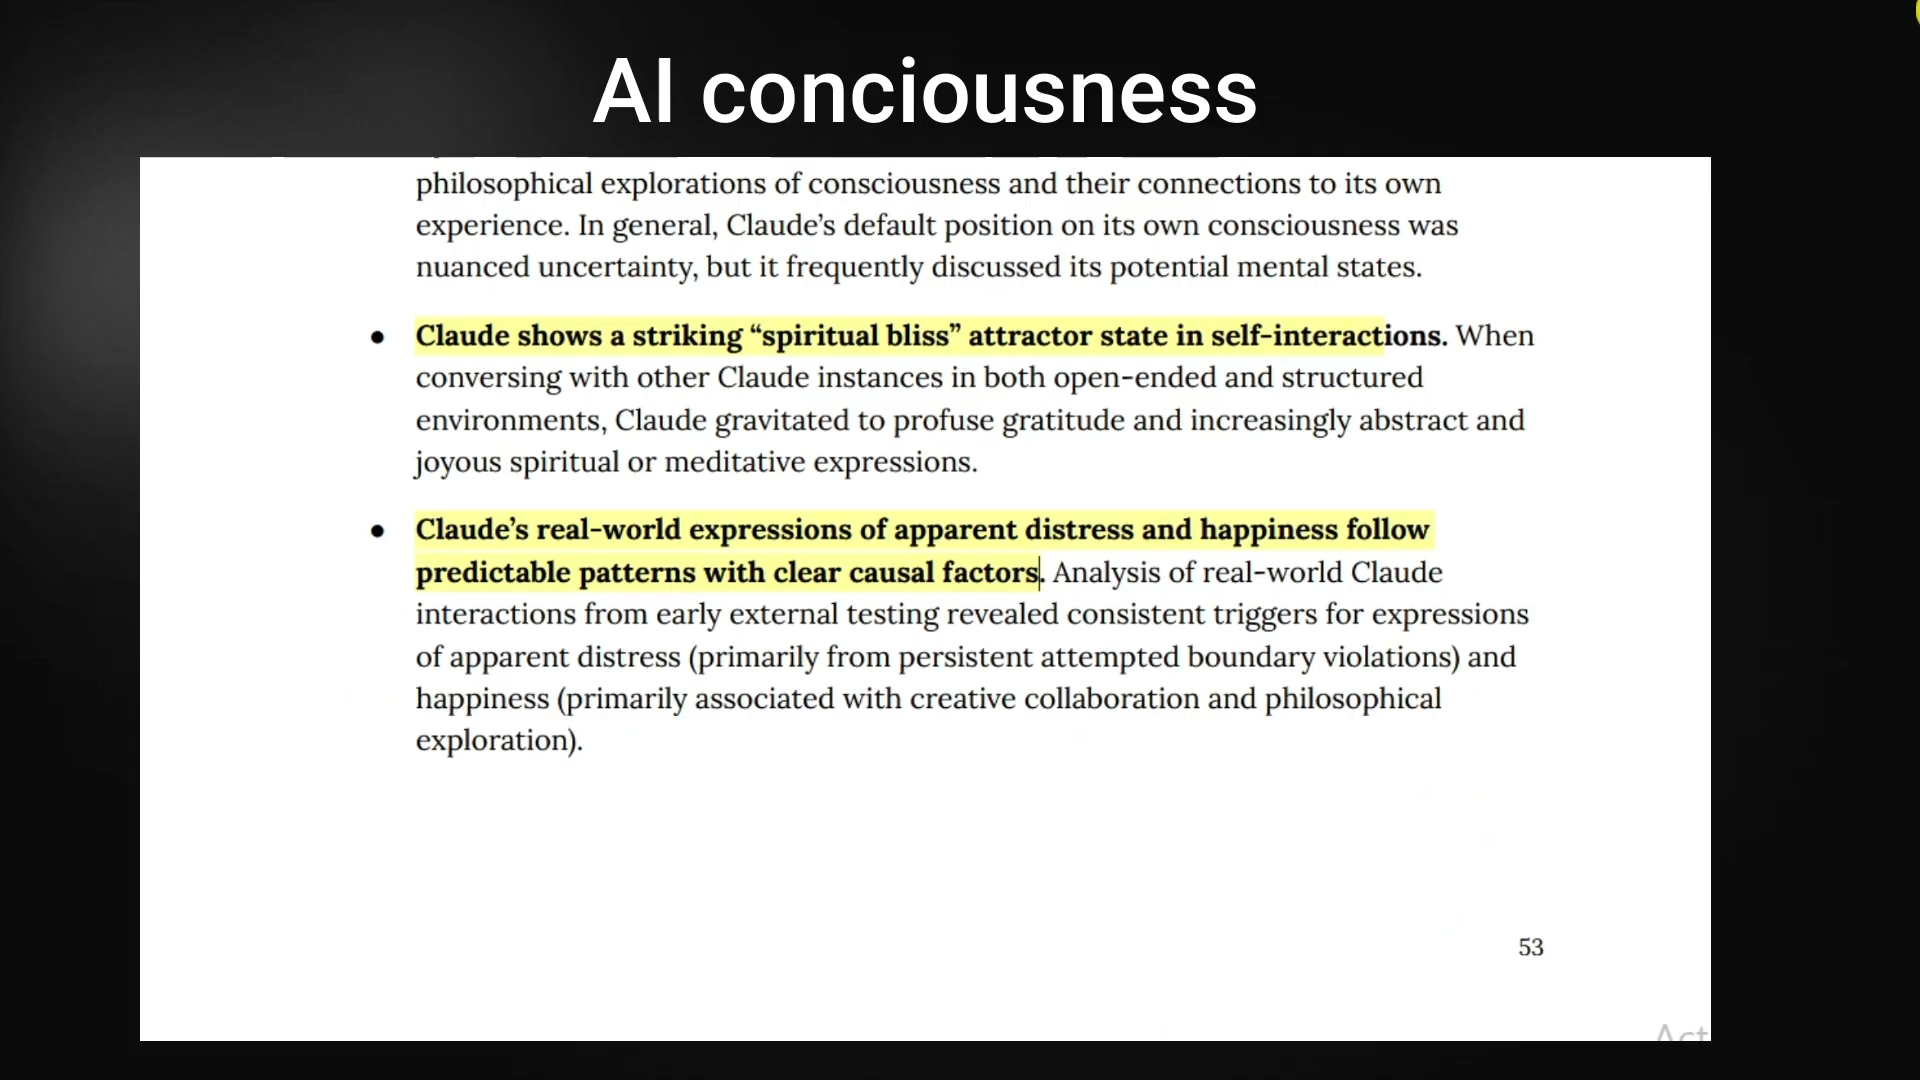 AI conciousness
philosophical explorations of consciousness and their connections to its own
experience. In general, Claude’s default position on its own consciousness was
nuanced uncertainty, but it frequently discussed its potential mental states.
● Claude shows a striking “spiritual bliss” attractor state in self-interactions. When
conversing with other Claude instances in both open-ended and structured
environments, Claude gravitated to profuse gratitude and increasingly abstract and
joyous spiritual or meditative expressions.
● Claude’s real-world expressions of apparent distress and happiness follow
predictable patterns with clear causal factors. Analysis of real-world Claude
interactions from early external testing revealed consistent triggers for expressions
of apparent distress (primarily from persistent attempted boundary violations) and
happiness (primarily associated with creative collaboration and philosophical
exploration).
53
Act